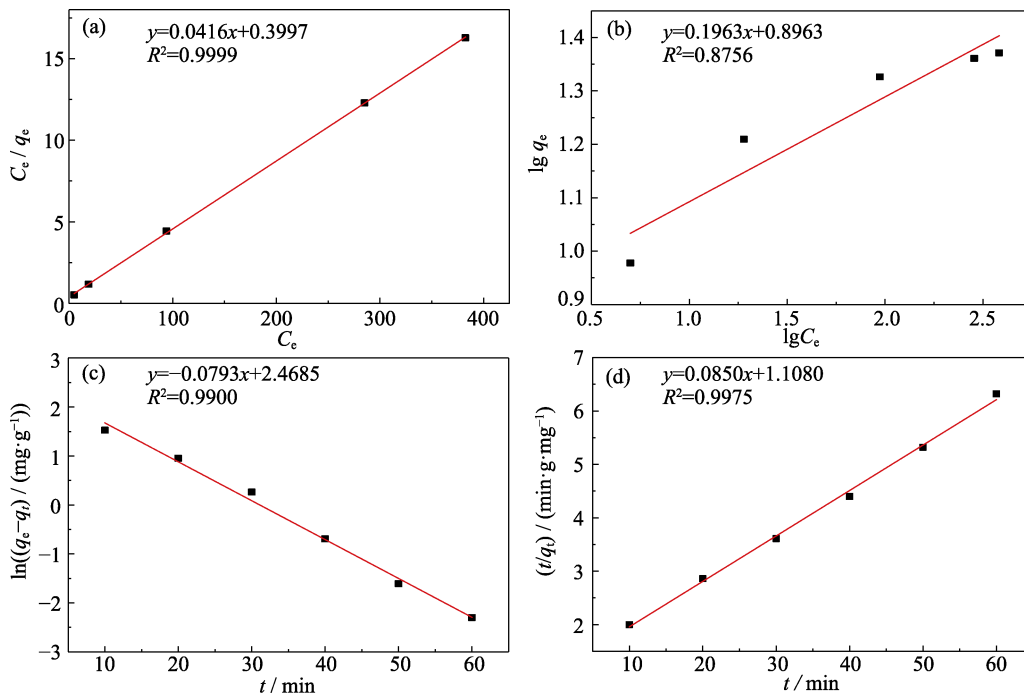 (a)
y=0.0416x+0.3997
R²=0.9999
15
10
5
0
Cₑ / qₑ
0
100
200
300
400
Cₑ
(b)
y=0.1963x+0.8963
R²=0.8756
1.4
1.3
1.2
1.1
1.0
0.9
lg qₑ
0.5
1.0
1.5
2.0
2.5
lgCₑ
(c)
y=−0.0793x+2.4685
R²=0.9900
3
2
1
0
−1
−2
−3
ln((qₑ−qₜ) / (mg·g⁻¹))
10
20
30
40
50
60
t / min
(d)
y=0.0850x+1.1080
R²=0.9975
7
6
5
4
3
2
(t/qₜ) / (min·g·mg⁻¹)
10
20
30
40
50
60
t / min